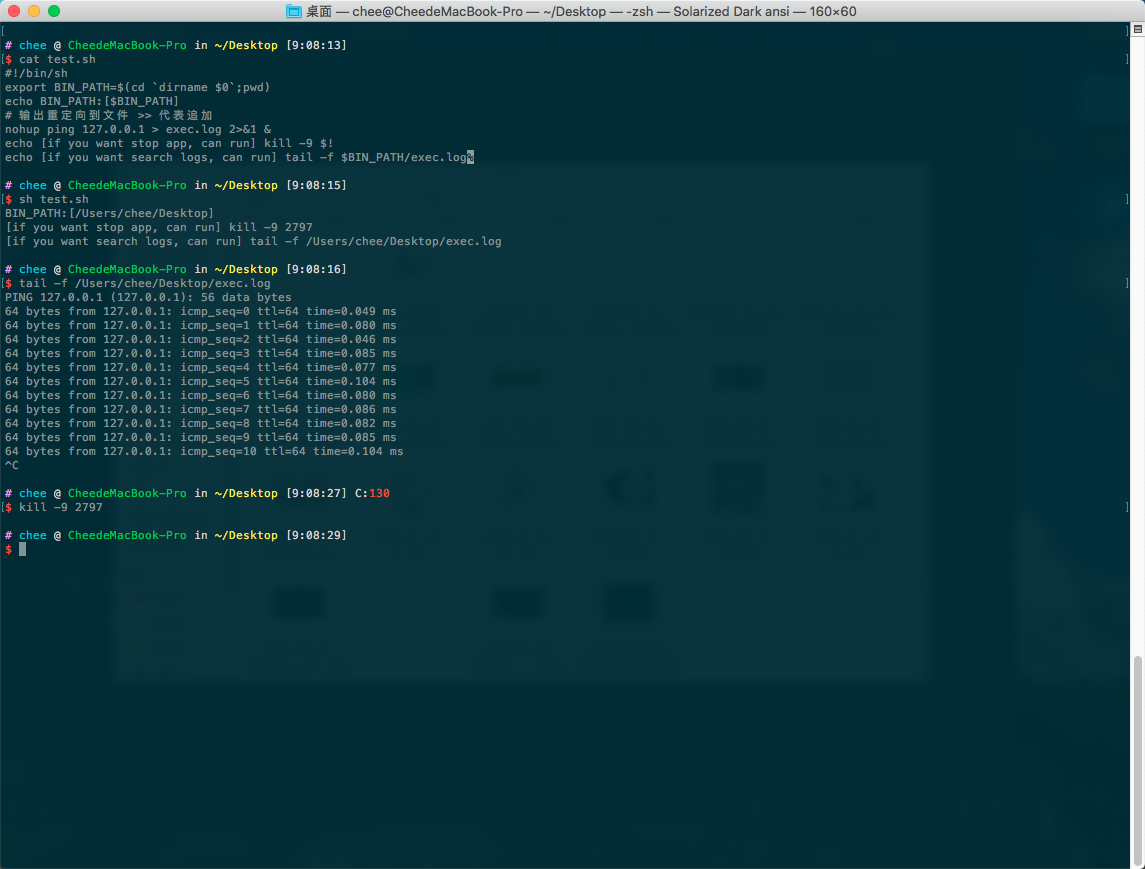 桌面 — chee@CheedeMacBook-Pro — ~/Desktop — -zsh — Solarized Dark ansi — 160×60
[ ]
# chee @ CheedeMacBook-Pro in ~/Desktop [9:08:13]
[$ cat test.sh ]
#!/bin/sh
export BIN_PATH=$(cd `dirname $0`;pwd)
echo BIN_PATH:[$BIN_PATH]
# 输出重定向到文件 >> 代表追加
nohup ping 127.0.0.1 > exec.log 2>&1 &
echo [if you want stop app, can run] kill -9 $!
echo [if you want search logs, can run] tail -f $BIN_PATH/exec.log%
# chee @ CheedeMacBook-Pro in ~/Desktop [9:08:15]
[$ sh test.sh ]
BIN_PATH:[/Users/chee/Desktop]
[if you want stop app, can run] kill -9 2797
[if you want search logs, can run] tail -f /Users/chee/Desktop/exec.log
# chee @ CheedeMacBook-Pro in ~/Desktop [9:08:16]
[$ tail -f /Users/chee/Desktop/exec.log ]
PING 127.0.0.1 (127.0.0.1): 56 data bytes
64 bytes from 127.0.0.1: icmp_seq=0 ttl=64 time=0.049 ms
64 bytes from 127.0.0.1: icmp_seq=1 ttl=64 time=0.080 ms
64 bytes from 127.0.0.1: icmp_seq=2 ttl=64 time=0.046 ms
64 bytes from 127.0.0.1: icmp_seq=3 ttl=64 time=0.085 ms
64 bytes from 127.0.0.1: icmp_seq=4 ttl=64 time=0.077 ms
64 bytes from 127.0.0.1: icmp_seq=5 ttl=64 time=0.104 ms
64 bytes from 127.0.0.1: icmp_seq=6 ttl=64 time=0.080 ms
64 bytes from 127.0.0.1: icmp_seq=7 ttl=64 time=0.086 ms
64 bytes from 127.0.0.1: icmp_seq=8 ttl=64 time=0.082 ms
64 bytes from 127.0.0.1: icmp_seq=9 ttl=64 time=0.085 ms
64 bytes from 127.0.0.1: icmp_seq=10 ttl=64 time=0.104 ms
^C
# chee @ CheedeMacBook-Pro in ~/Desktop [9:08:27] C:130
[$ kill -9 2797 ]
# chee @ CheedeMacBook-Pro in ~/Desktop [9:08:29]
$